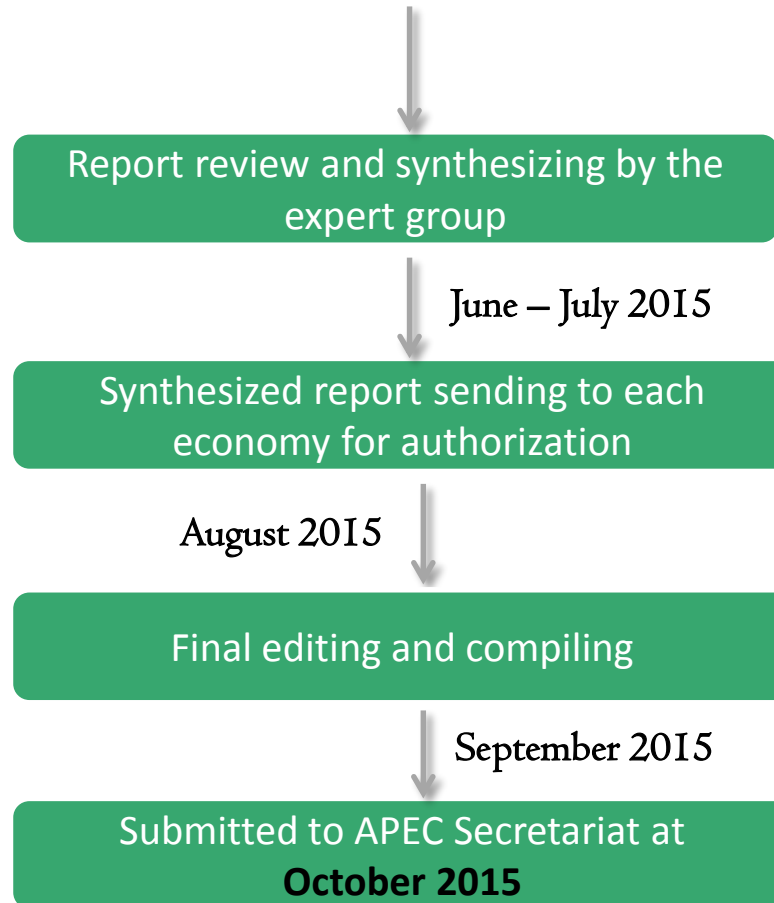 Report review and synthesizing by the
expert group
June – July 2015
Synthesized report sending to each
economy for authorization
August 2015
Final editing and compiling
September 2015
Submitted to APEC Secretariat at
October 2015